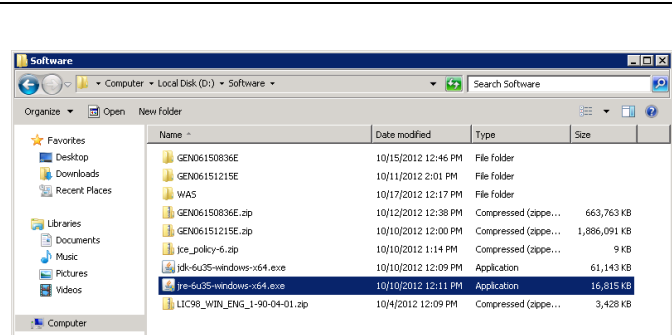 Software
Computer Local Disk (D:) Software Search Software
Organize Open New folder
Name Date modified Type Size
Favorites
Desktop
Downloads
Recent Places
Libraries
Documents
Music
Pictures
Videos
Computer
GEN06150836E 10/15/2012 12:46 PM File folder
GEN06151215E 10/11/2012 2:01 PM File folder
WAS 10/17/2012 12:17 PM File folder
GEN06150836E.zip 10/12/2012 12:38 PM Compressed (zippe... 663,763 KB
GEN06151215E.zip 10/10/2012 12:00 PM Compressed (zippe... 1,886,091 KB
jce_policy-6.zip 10/10/2012 1:14 PM Compressed (zippe... 9 KB
jdk-6u35-windows-x64.exe 10/10/2012 12:09 PM Application 61,143 KB
jre-6u35-windows-x64.exe 10/10/2012 12:11 PM Application 16,815 KB
LIC98_WIN_ENG_1-90-04-01.zip 10/4/2012 12:09 PM Compressed (zippe... 3,428 KB